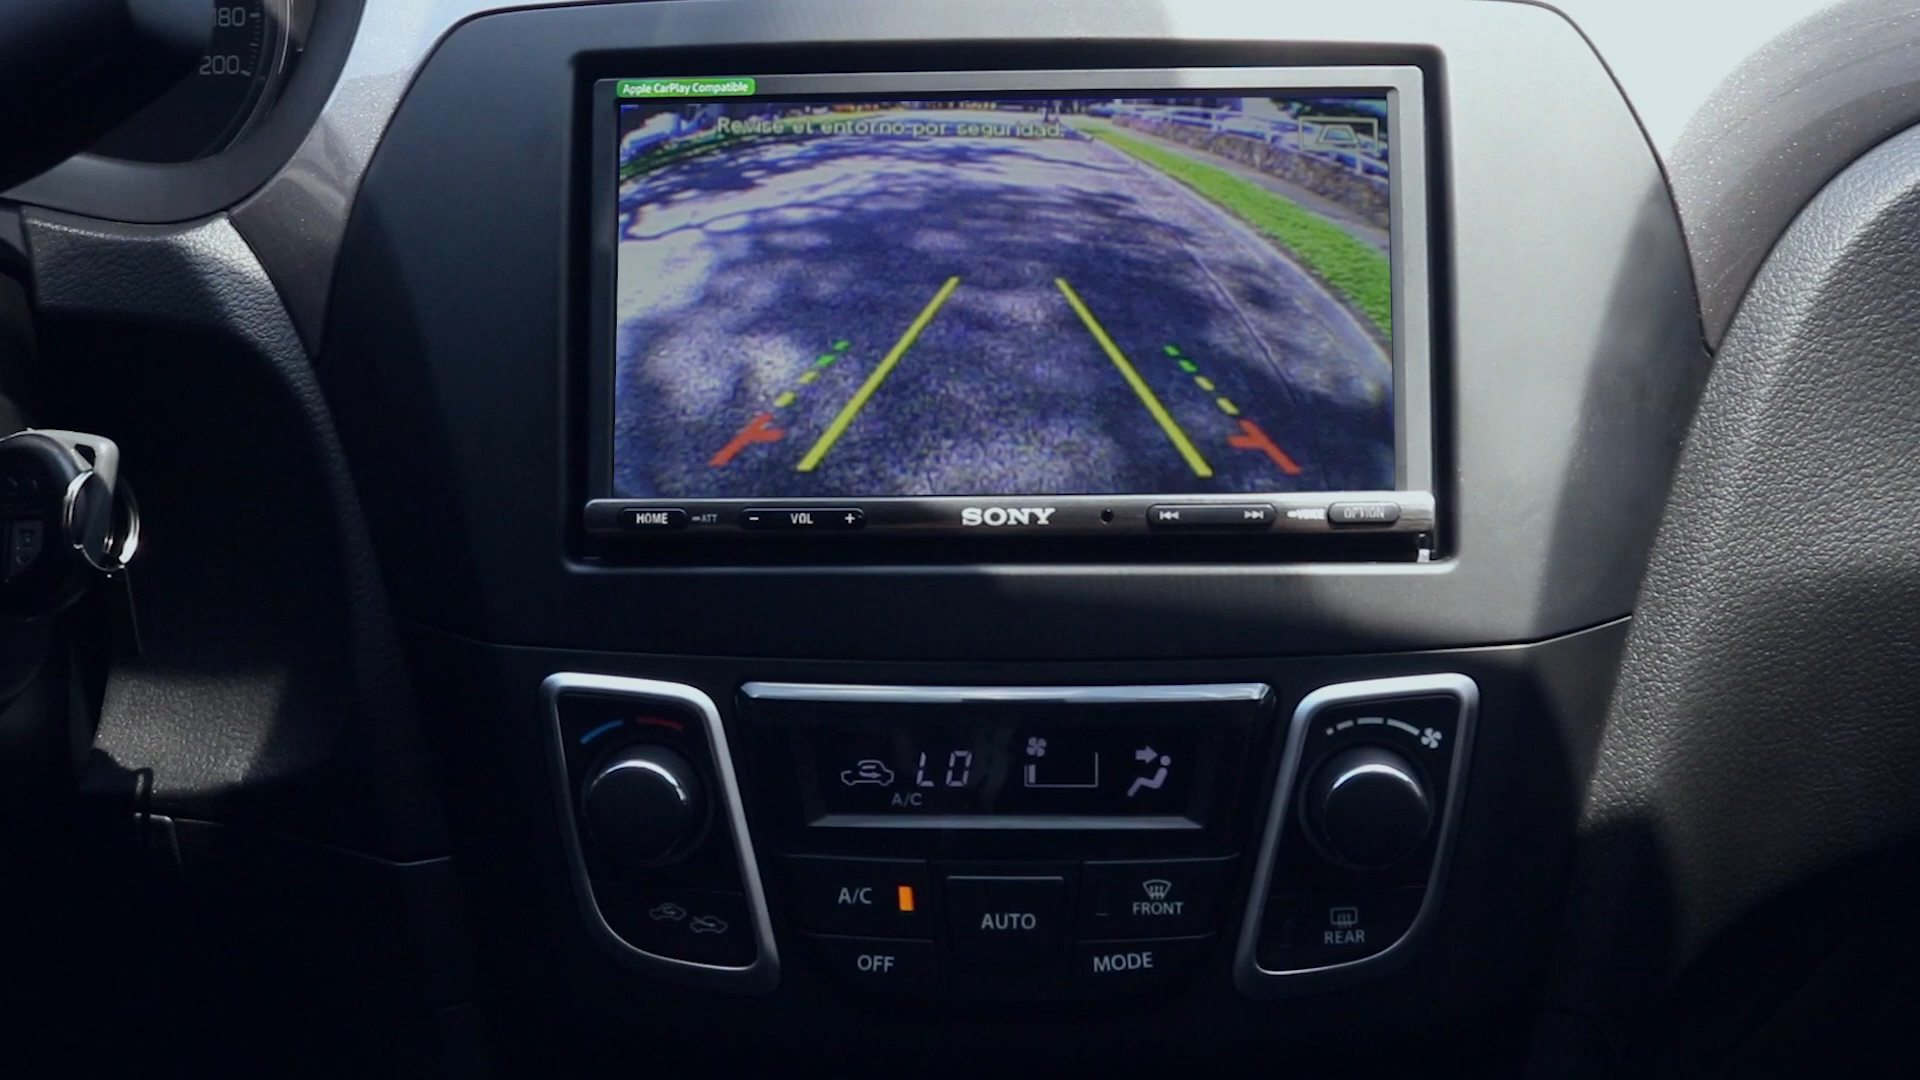 180
200
Apple CarPlay Compatible
Revise el entorno por seguridad.
HOME ATT - VOL + SONY VOICE OPTION
LO
A/C
A/C
AUTO
FRONT
OFF
MODE
REAR